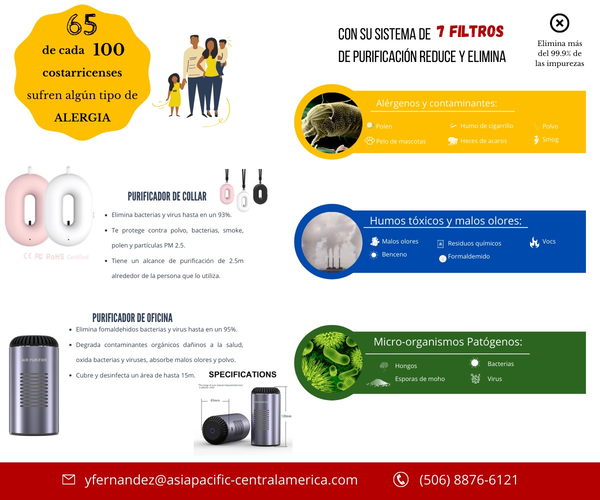 65
de cada 100
costarricenses
sufren algún tipo de
ALERGIA
CON SU SISTEMA DE 7 FILTROS
DE PURIFICACIÓN REDUCE Y ELIMINA
Elimina más
del 99.9% de
las impurezas
Alérgenos y contaminantes:
Polen
Humo de cigarrillo
Polvo
Pelo de mascotas
Heces de acaros
Smog
PURIFICADOR DE COLLAR
Elimina bacterias y virus hasta en un 93%.
Te protege contra polvo, bacterias, smoke,
polen y partículas PM 2.5.
Tiene un alcance de purificación de 2.5m
alrededor de la persona que lo utiliza.
CE FC RoHS Certified
Humos tóxicos y malos olores:
Malos olores
Residuos químicos
Vocs
Benceno
Formaldemido
PURIFICADOR DE OFICINA
Elimina fomaldehidos bacterias y virus hasta en un 95%.
Degrada contaminantes orgánicos dañinos a la salud,
oxida bacterias y viruses, absorbe malos olores y polvo.
Cubre y desinfecta un área de hasta 15m.
AIR PURIFIER
SPECIFICATIONS
Micro-organismos Patógenos:
Hongos
Bacterias
Esporas de moho
Virus
yfernandez@asiapacific-centralamerica.com
(506) 8876-6121